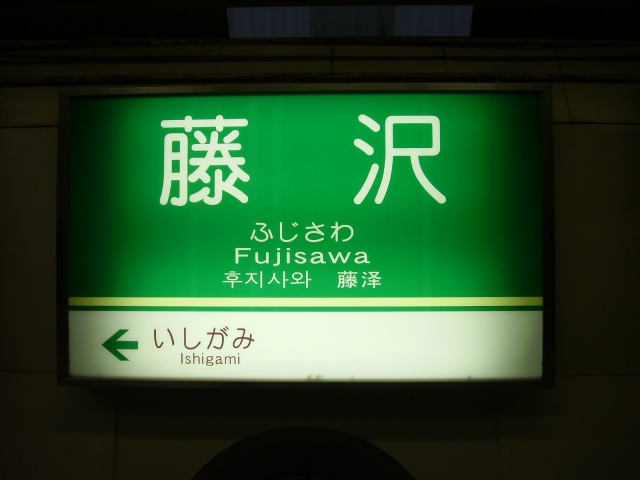 藤沢
ふじさわ
Fujisawa
후지사와 藤泽
いしがみ
Ishigami